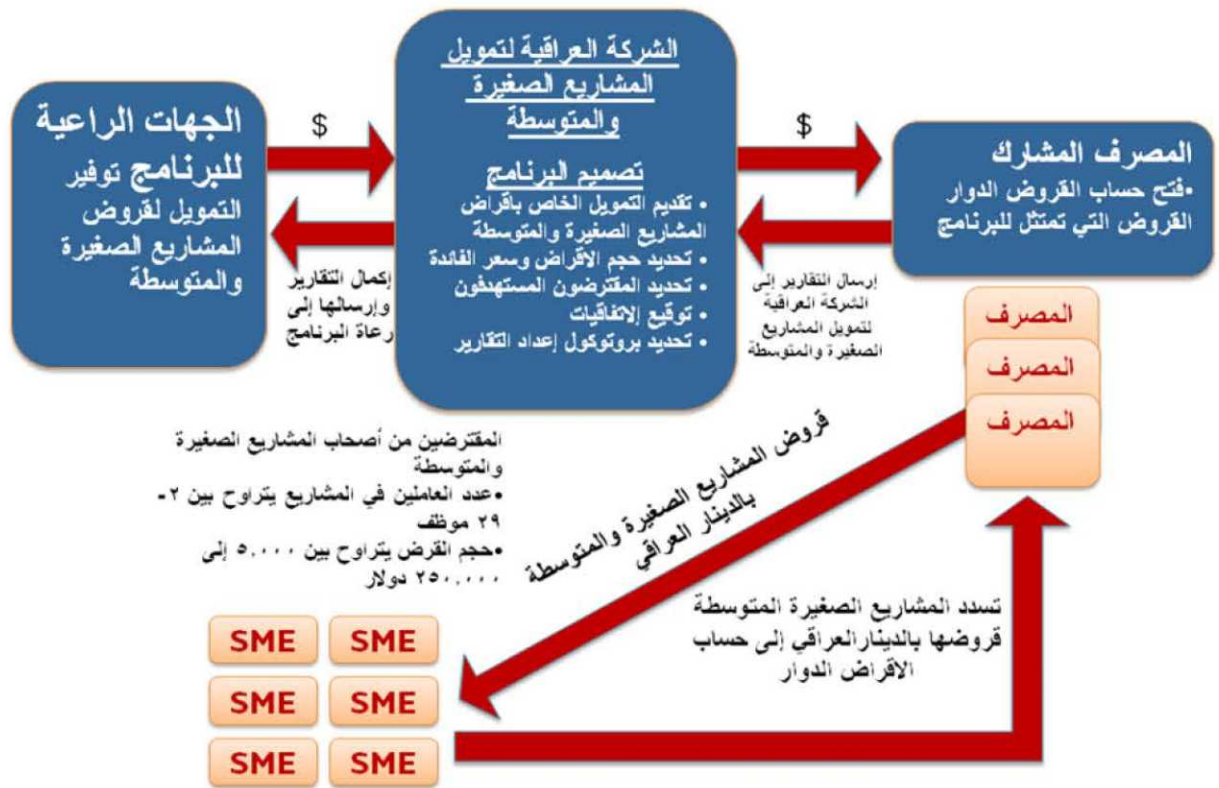 الشركة العراقية لتمويل
المشاريع الصغيرة
والمتوسطة
تصميم البرنامج
• تقديم التمويل الخاص باقراض
المشاريع الصغيرة والمتوسطة
• تحديد حجم الاقراض وسعر الفائدة
• تحديد المقترضون المستهدفون
• توقيع الاتفاقيات
• تحديد بروتوكول إعداد التقارير
$
$
المصرف المشارك
•فتح حساب القروض الدوار
القروض التي تمتثل للبرنامج
الجهات الراعية
للبرنامج توفير
التمويل لقروض
المشاريع الصغيرة
والمتوسطة
إرسال التقارير إلى
الشركة العراقية
لتمويل المشاريع
الصغيرة والمتوسطة
إكمال التقارير
وإرسالها إلى
رعاة البرنامج
المصرف
المصرف
المصرف
قروض المشاريع الصغيرة والمتوسطة
بالدينار العراقي
المقترضين من أصحاب المشاريع الصغيرة
والمتوسطة
•عدد العاملين في المشاريع يتراوح بين ٢-
٢٩ موظف
•حجم القرض يتراوح بين ٥.٠٠٠ إلى
٢٥٠.٠٠٠ دولار
تسدد المشاريع الصغيرة المتوسطة
قروضها بالدينارالعراقي إلى حساب
الاقراض الدوار
SME SME
SME SME
SME SME